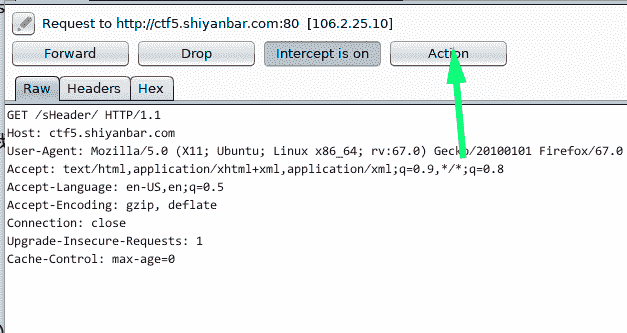 Request to http://ctf5.shiyanbar.com:80 [106.2.25.10]
Forward Drop Intercept is on Action
Raw Headers Hex
GET /sHeader/ HTTP/1.1
Host: ctf5.shiyanbar.com
User-Agent: Mozilla/5.0 (X11; Ubuntu; Linux x86_64; rv:67.0) Gecko/20100101 Firefox/67.0
Accept: text/html,application/xhtml+xml,application/xml;q=0.9,*/*;q=0.8
Accept-Language: en-US,en;q=0.5
Accept-Encoding: gzip, deflate
Connection: close
Upgrade-Insecure-Requests: 1
Cache-Control: max-age=0